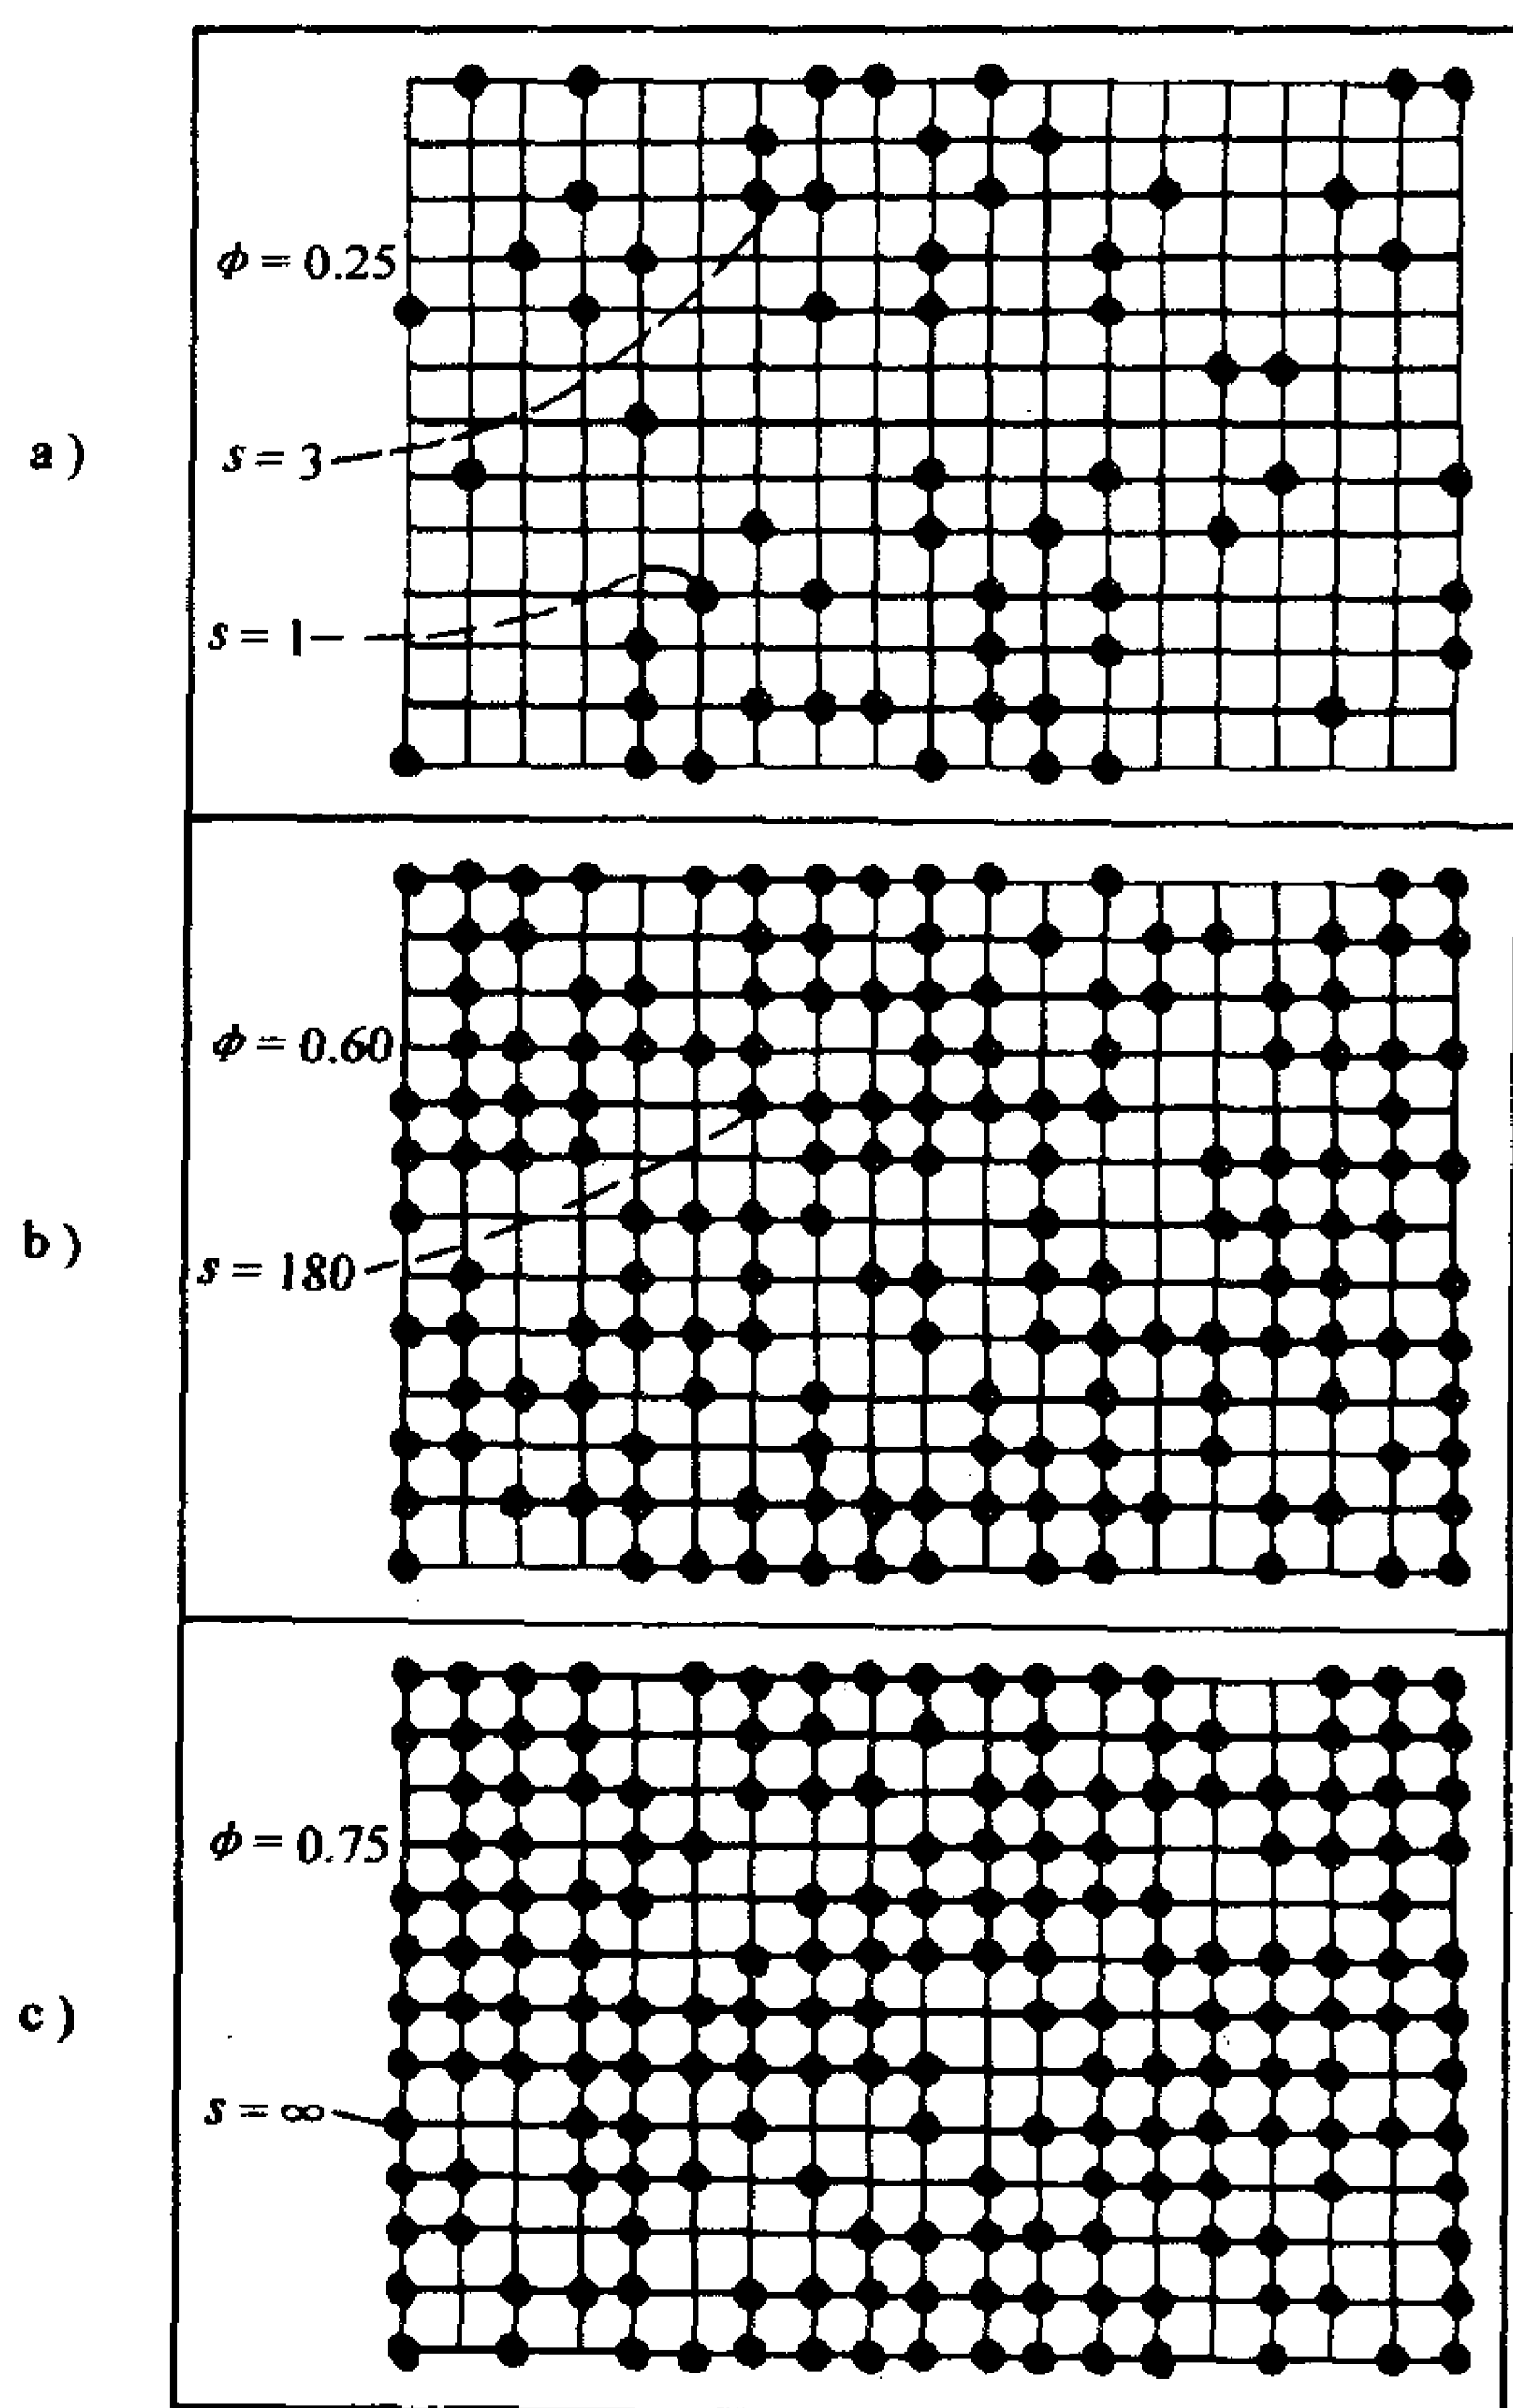 ϕ = 0.25
a )
s = 3
s = 1
ϕ = 0.60
b )
s = 180
ϕ = 0.75
c )
s = ∞